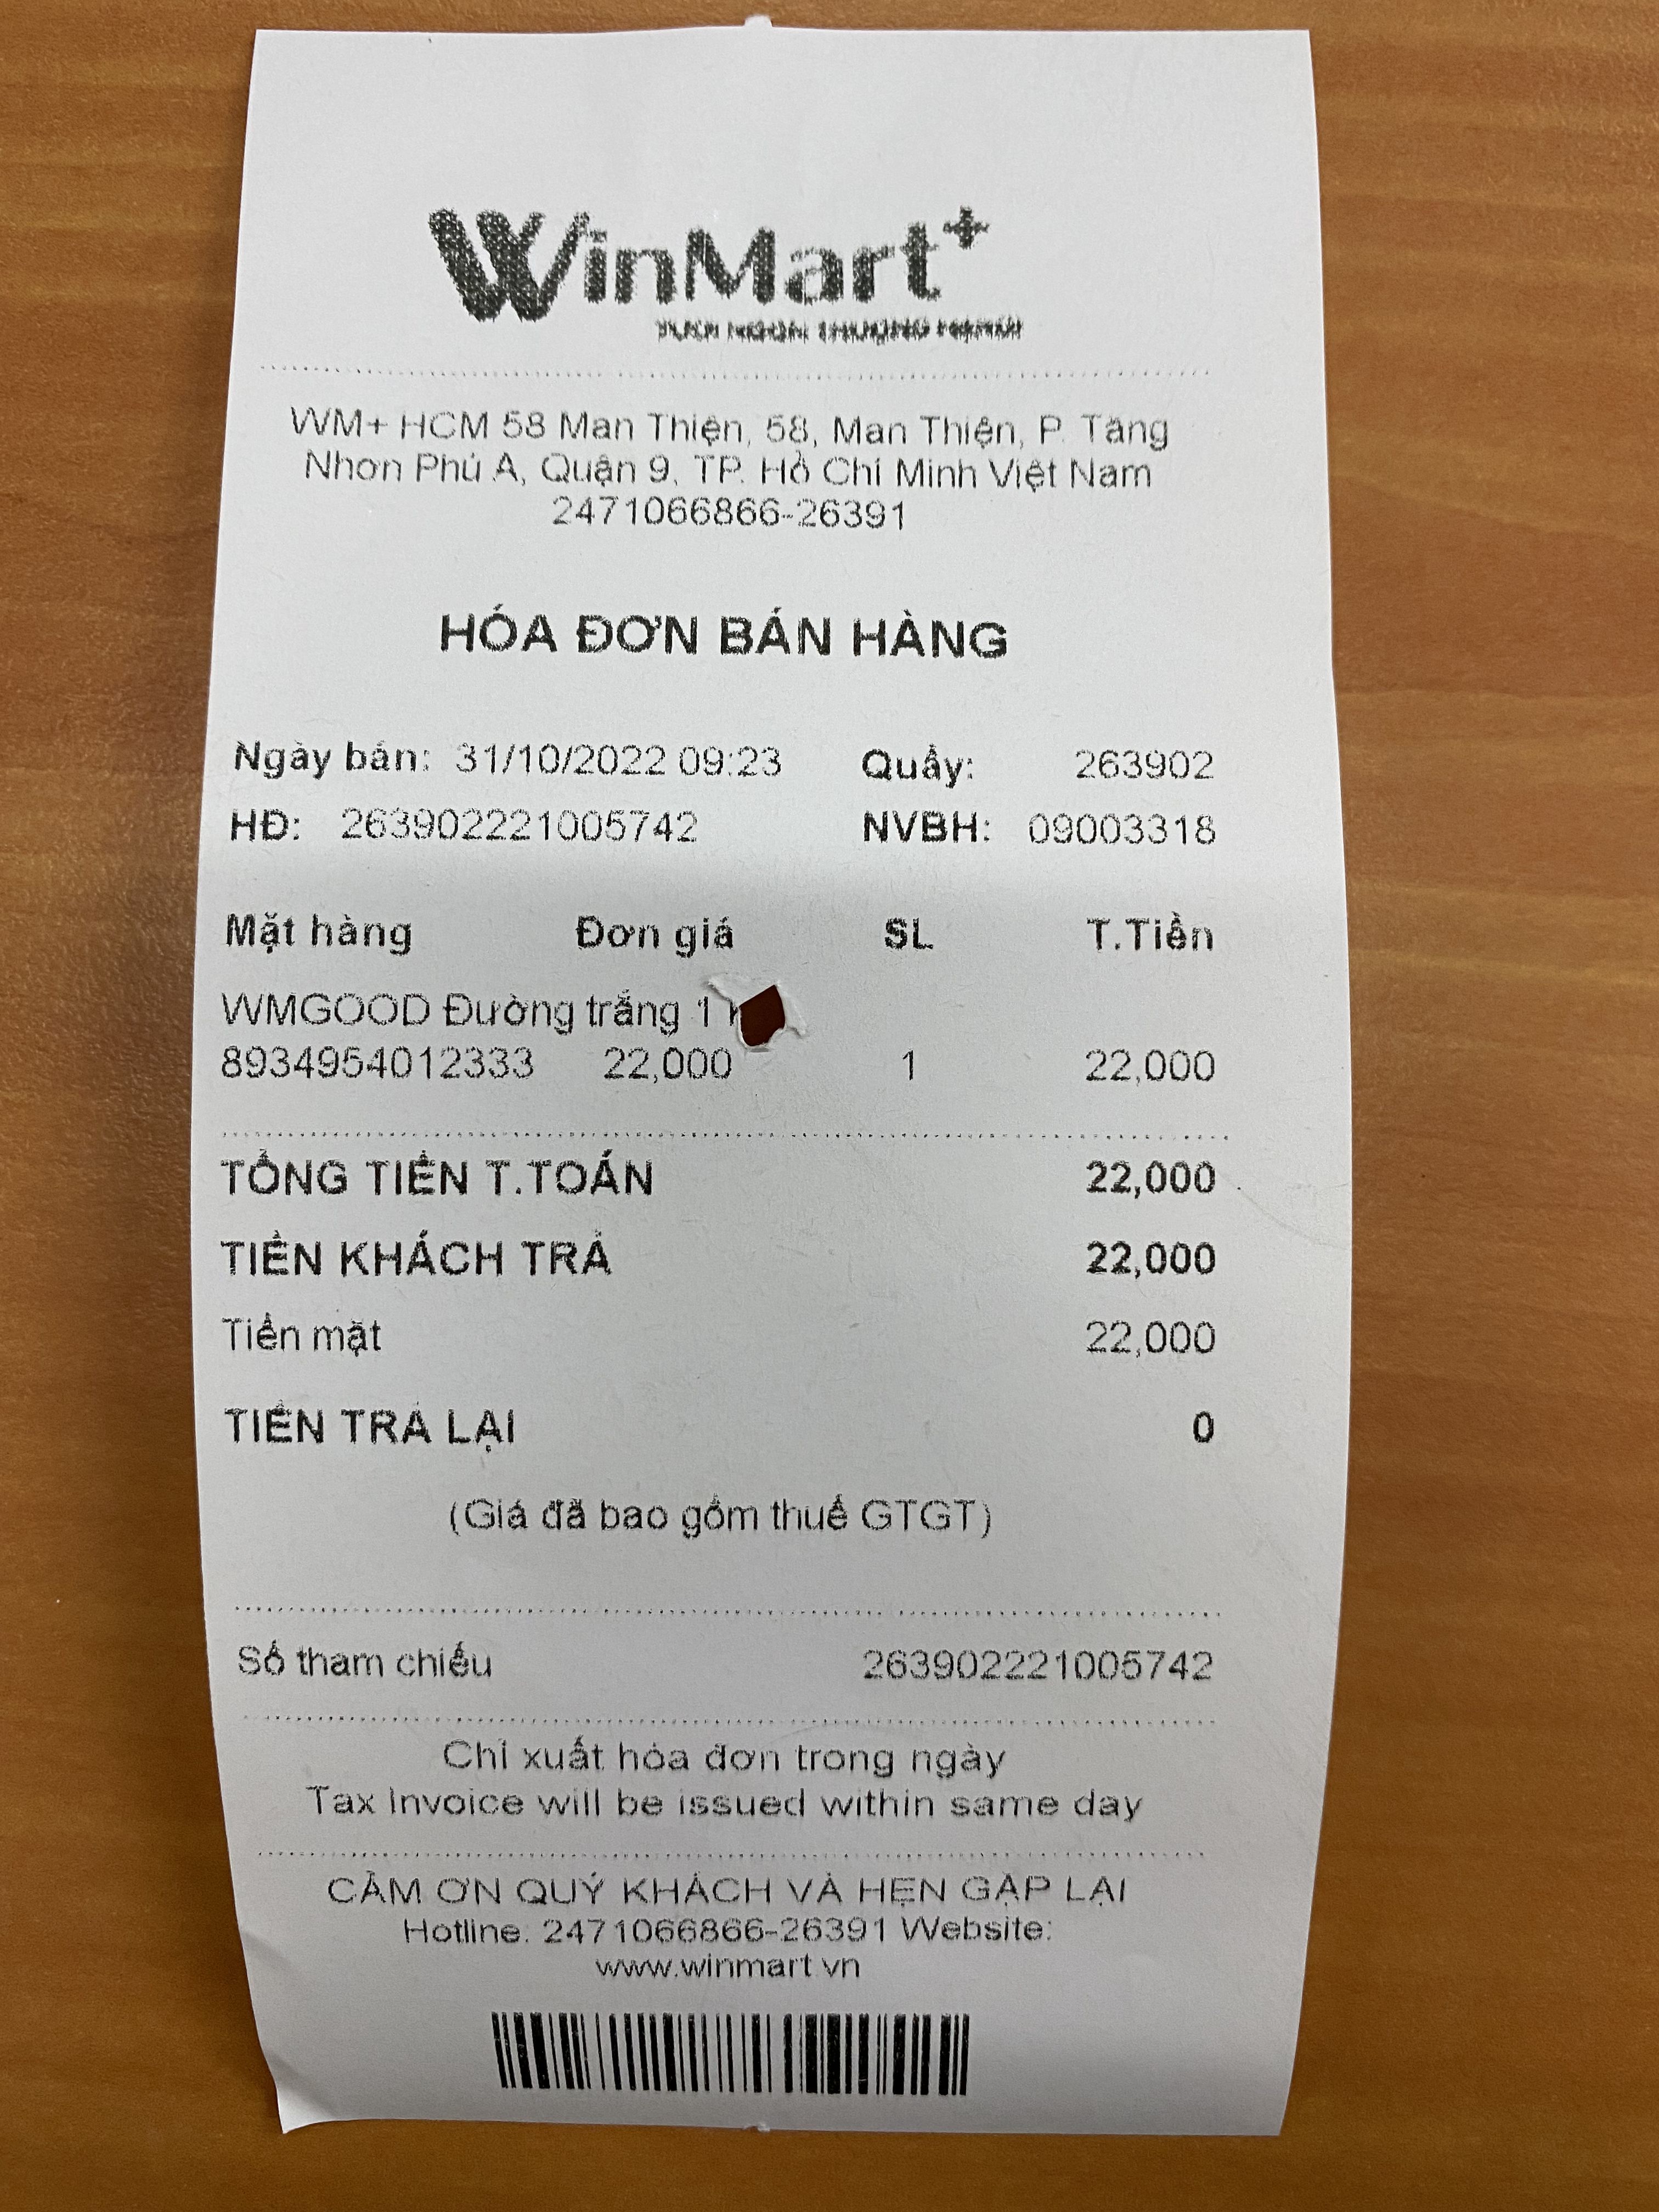 WinMart+
WM+ HCM 58 Man Thiện, 58, Man Thiện, P. Tăng
Nhơn Phú A, Quận 9, TP. Hồ Chí Minh Việt Nam
2471066866-26391
HÓA ĐƠN BÁN HÀNG
Ngày bán: 31/10/2022 09:23 Quầy: 263902
HĐ: 263902221005742 NVBH: 09003318
Mặt hàng Đơn giá SL T.Tiền
WMGOOD Đường trắng 1
8934954012333 22,000 1 22,000
TỔNG TIỀN T.TOÁN 22,000
TIỀN KHÁCH TRẢ 22,000
Tiền mặt 22,000
TIỀN TRẢ LẠI 0
(Giá đã bao gồm thuế GTGT)
Số tham chiếu 263902221005742
Chỉ xuất hóa đơn trong ngày
Tax Invoice will be issued within same day
CẢM ƠN QUÝ KHÁCH VÀ HẸN GẶP LẠI
Hotline: 2471066866-26391 Website:
www.winmart.vn